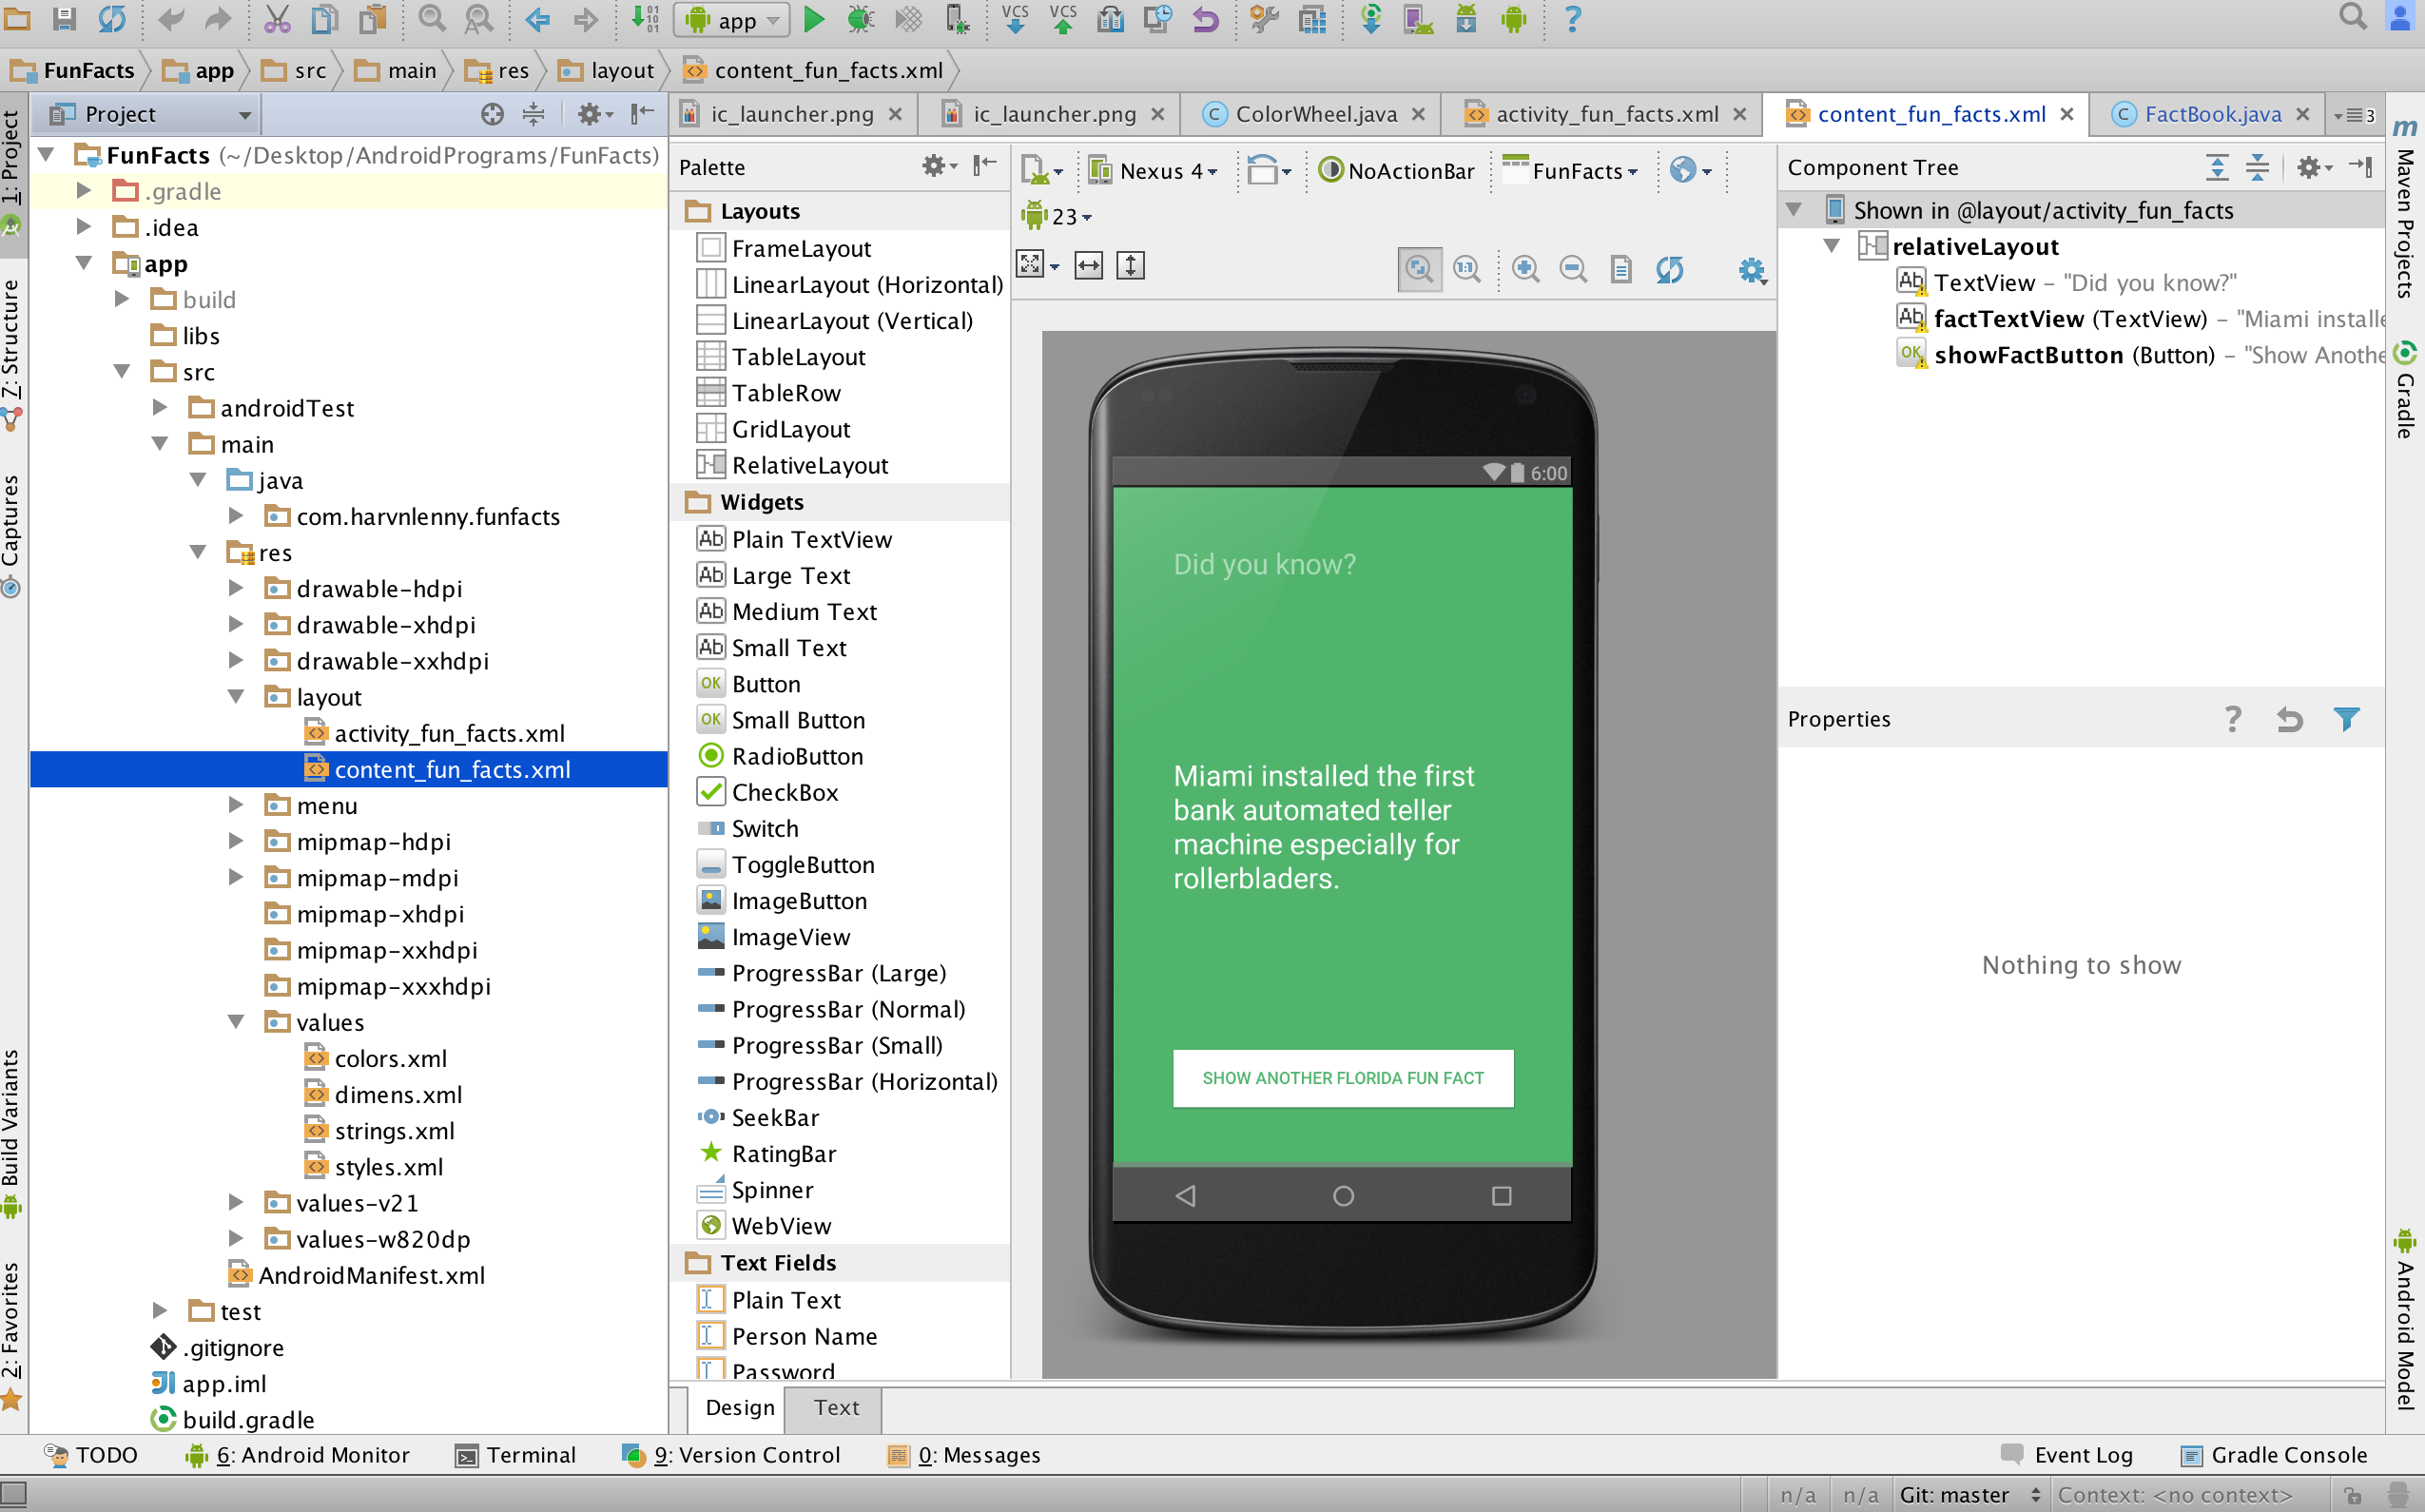 app
VCS
VCS
FunFacts
app
src
main
res
layout
content_fun_facts.xml
1: Project
7: Structure
Captures
Build Variants
2: Favorites
Project
FunFacts (~/Desktop/AndroidPrograms/FunFacts)
.gradle
.idea
app
build
libs
src
androidTest
main
java
com.harvnlenny.funfacts
res
drawable-hdpi
drawable-xhdpi
drawable-xxhdpi
layout
activity_fun_facts.xml
content_fun_facts.xml
menu
mipmap-hdpi
mipmap-mdpi
mipmap-xhdpi
mipmap-xxhdpi
mipmap-xxxhdpi
values
colors.xml
dimens.xml
strings.xml
styles.xml
values-v21
values-w820dp
AndroidManifest.xml
test
.gitignore
app.iml
build.gradle
ic_launcher.png
ic_launcher.png
ColorWheel.java
activity_fun_facts.xml
content_fun_facts.xml
FactBook.java
3
Palette
Layouts
FrameLayout
LinearLayout (Horizontal)
LinearLayout (Vertical)
TableLayout
TableRow
GridLayout
RelativeLayout
Widgets
Plain TextView
Large Text
Medium Text
Small Text
Button
Small Button
RadioButton
CheckBox
Switch
ToggleButton
ImageButton
ImageView
ProgressBar (Large)
ProgressBar (Normal)
ProgressBar (Small)
ProgressBar (Horizontal)
SeekBar
RatingBar
Spinner
WebView
Text Fields
Plain Text
Person Name
Password
Nexus 4
NoActionBar
FunFacts
23
6:00
Did you know?
Miami installed the first
bank automated teller
machine especially for
rollerbladers.
SHOW ANOTHER FLORIDA FUN FACT
Design
Text
Component Tree
Shown in @layout/activity_fun_facts
relativeLayout
TextView – "Did you know?"
factTextView (TextView) – "Miami installe
showFactButton (Button) – "Show Anothe
Properties
Nothing to show
Maven Projects
Gradle
Android Model
TODO
6: Android Monitor
Terminal
9: Version Control
0: Messages
Event Log
Gradle Console
n/a
n/a
Git: master
Context: <no context>